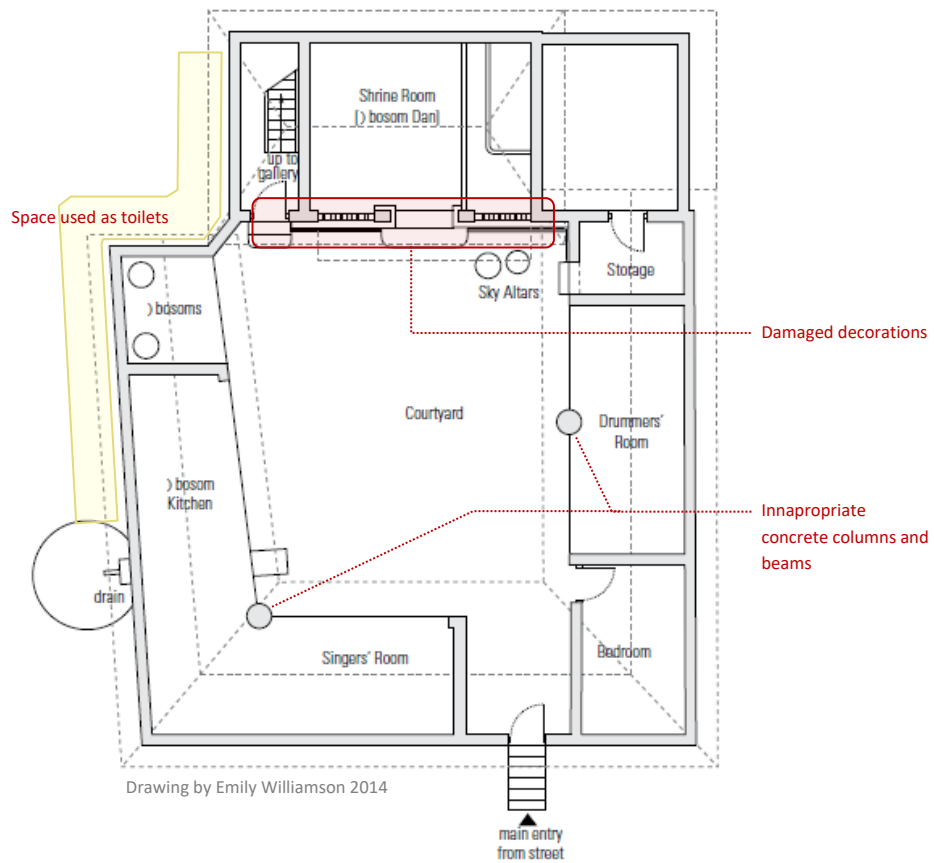 Shrine Room
[Ɔ bosom Dan]
up to
gallery
Space used as toilets
Storage
Sky Altars
Ɔ bosoms
Damaged decorations
Courtyard
Drummers'
Room
Ɔ bosom
Kitchen
Innapropriate
concrete columns and
beams
drain
Singers' Room
Bedroom
Drawing by Emily Williamson 2014
main entry
from street